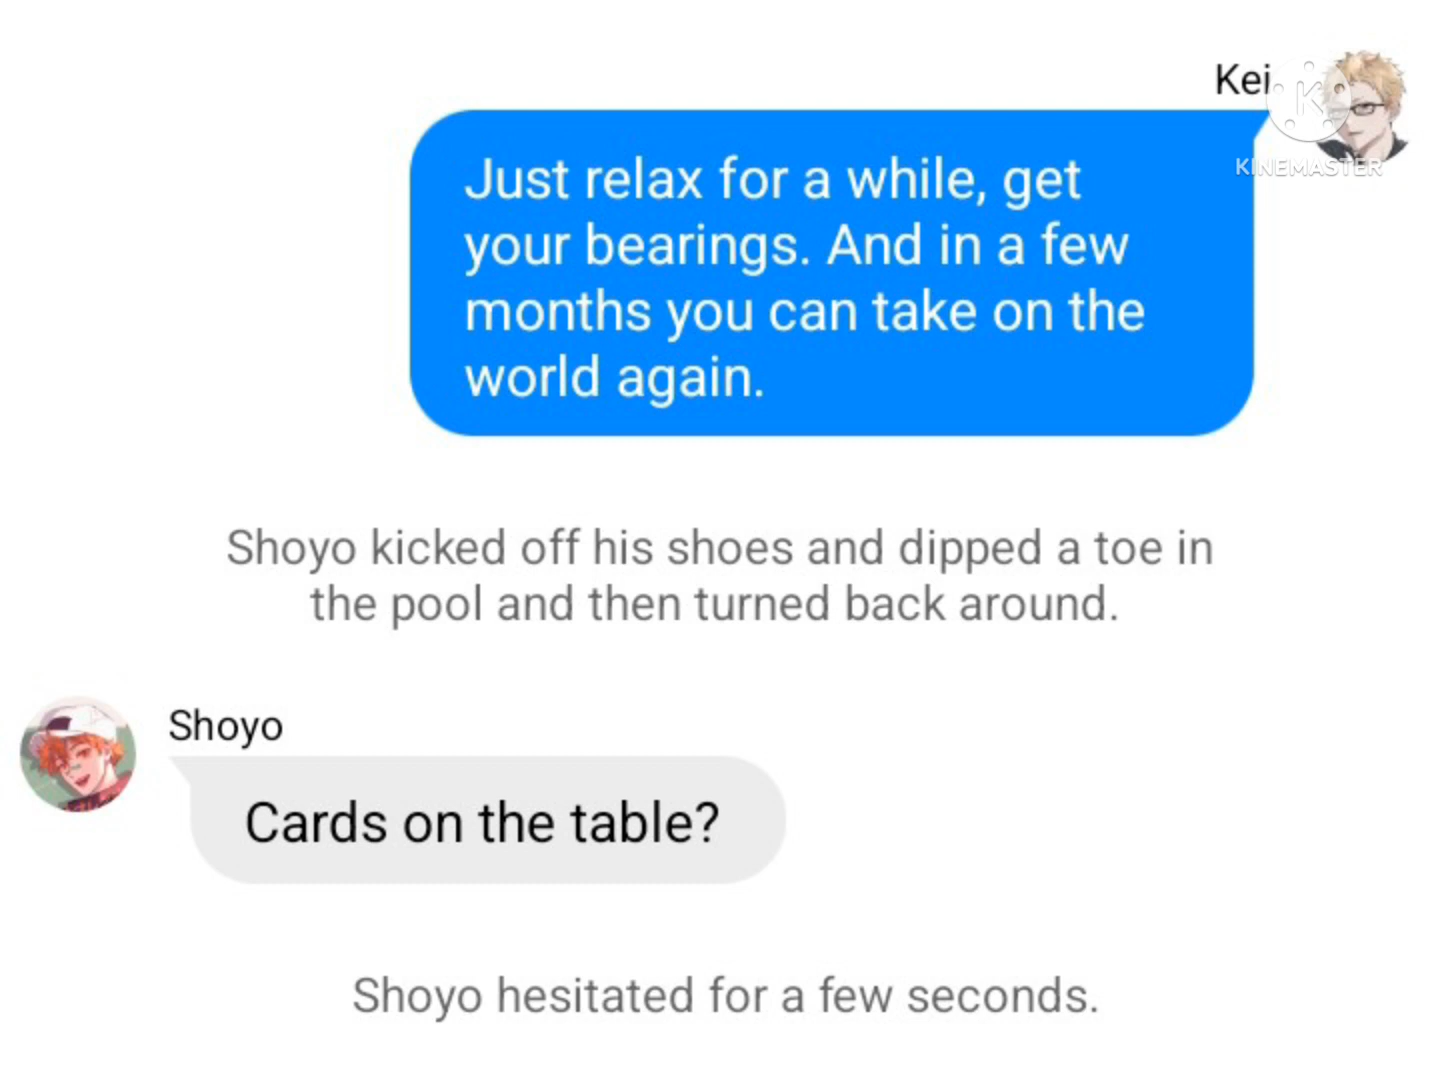 Kei
K
KINEMASTER
Just relax for a while, get
your bearings. And in a few
months you can take on the
world again.
Shoyo kicked off his shoes and dipped a toe in
the pool and then turned back around.
Shoyo
Cards on the table?
Shoyo hesitated for a few seconds.